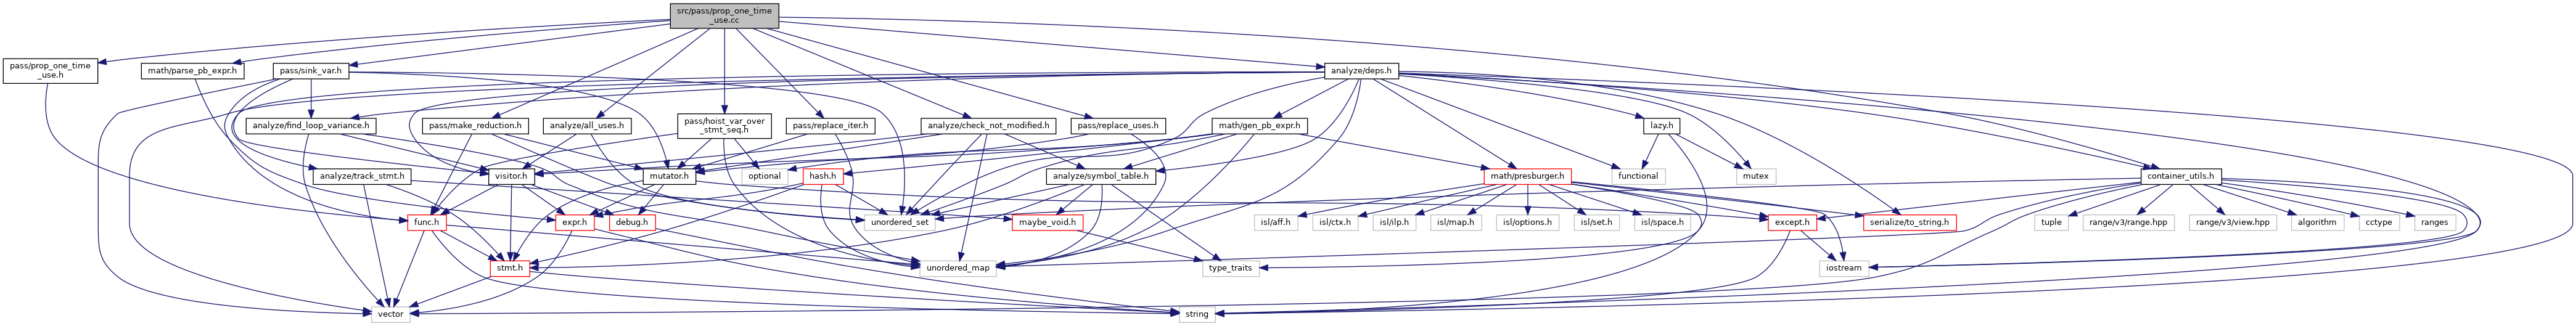 src/pass/prop_one_time
_use.cc
pass/prop_one_time
_use.h
math/parse_pb_expr.h
pass/sink_var.h
analyze/deps.h
analyze/find_loop_variance.h
pass/make_reduction.h
analyze/all_uses.h
pass/hoist_var_over
_stmt_seq.h
pass/replace_iter.h
analyze/check_not_modified.h
pass/replace_uses.h
math/gen_pb_expr.h
lazy.h
analyze/track_stmt.h
visitor.h
mutator.h
optional
hash.h
analyze/symbol_table.h
math/presburger.h
functional
mutex
container_utils.h
func.h
expr.h
debug.h
unordered_set
maybe_void.h
isl/aff.h
isl/ctx.h
isl/ilp.h
isl/map.h
isl/options.h
isl/set.h
isl/space.h
except.h
serialize/to_string.h
tuple
range/v3/range.hpp
range/v3/view.hpp
algorithm
cctype
ranges
stmt.h
unordered_map
type_traits
iostream
vector
string